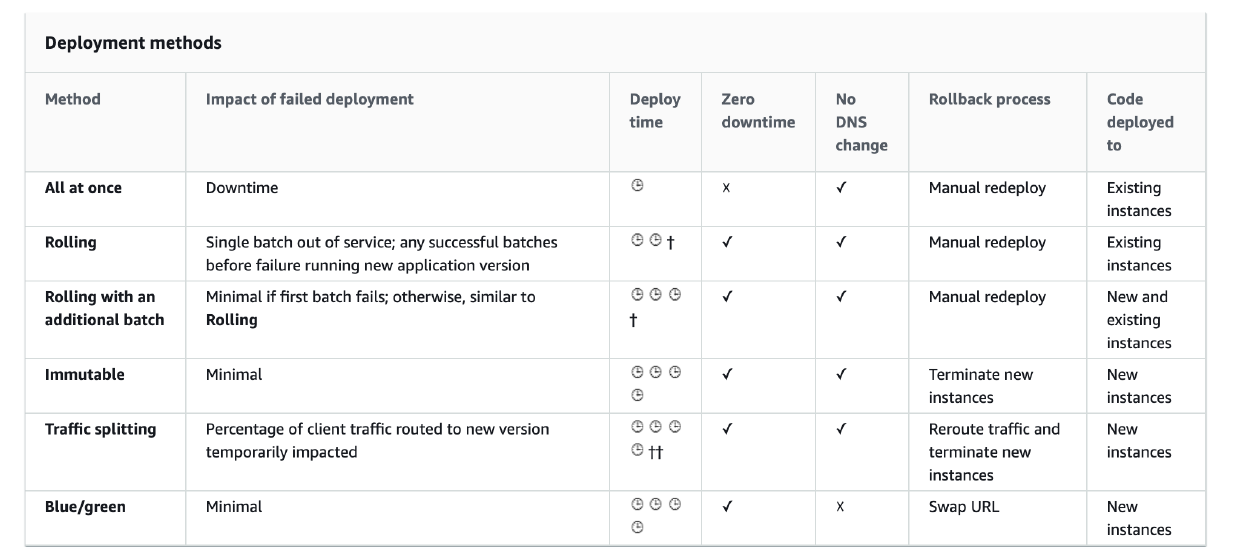 Deployment methods
Method Impact of failed deployment Deploy time Zero downtime No DNS change Rollback process Code deployed to
All at once Downtime 🕒 x ✓ Manual redeploy Existing instances
Rolling Single batch out of service; any successful batches before failure running new application version 🕒 🕒 † ✓ ✓ Manual redeploy Existing instances
Rolling with an additional batch Minimal if first batch fails; otherwise, similar to Rolling 🕒 🕒 🕒 † ✓ ✓ Manual redeploy New and existing instances
Immutable Minimal 🕒 🕒 🕒 🕒 ✓ ✓ Terminate new instances New instances
Traffic splitting Percentage of client traffic routed to new version temporarily impacted 🕒 🕒 🕒 🕒 †† ✓ ✓ Reroute traffic and terminate new instances New instances
Blue/green Minimal 🕒 🕒 🕒 🕒 ✓ x Swap URL New instances